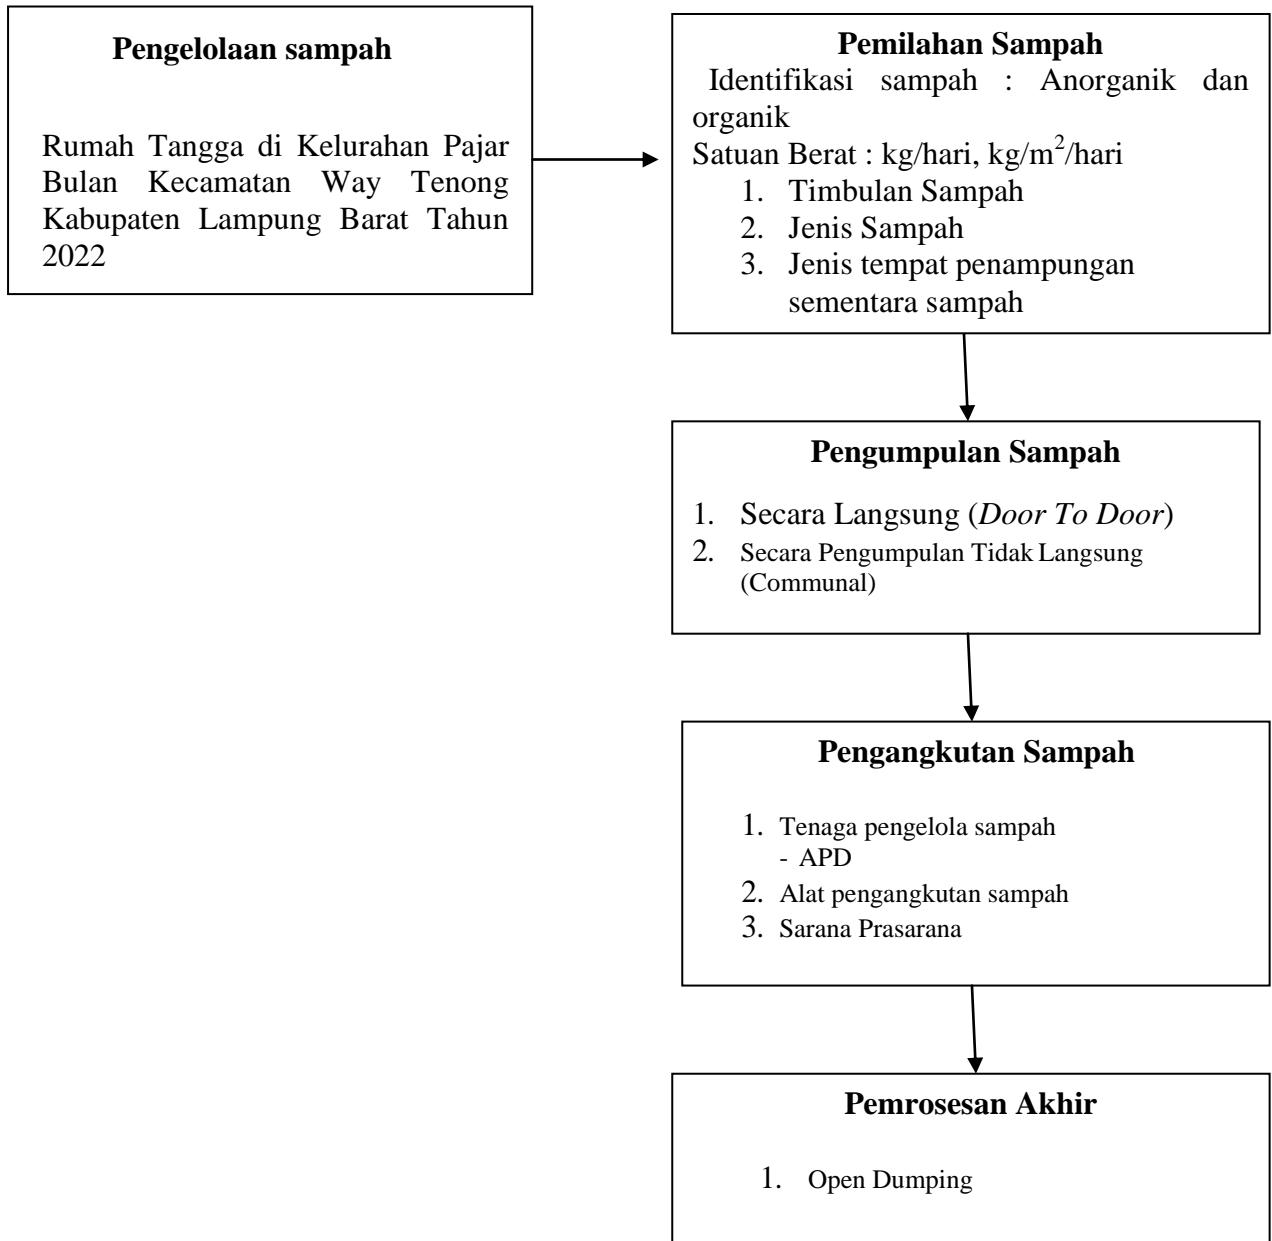 Pengelolaan sampah
Rumah Tangga di Kelurahan Pajar
Bulan Kecamatan Way Tenong
Kabupaten Lampung Barat Tahun
2022
Pemilahan Sampah
Identifikasi sampah : Anorganik dan
organik
Satuan Berat : kg/hari, kg/m²/hari
1. Timbulan Sampah
2. Jenis Sampah
3. Jenis tempat penampungan
sementara sampah
Pengumpulan Sampah
1. Secara Langsung (Door To Door)
2. Secara Pengumpulan Tidak Langsung
(Communal)
Pengangkutan Sampah
1. Tenaga pengelola sampah
- APD
2. Alat pengangkutan sampah
3. Sarana Prasarana
Pemrosesan Akhir
1. Open Dumping